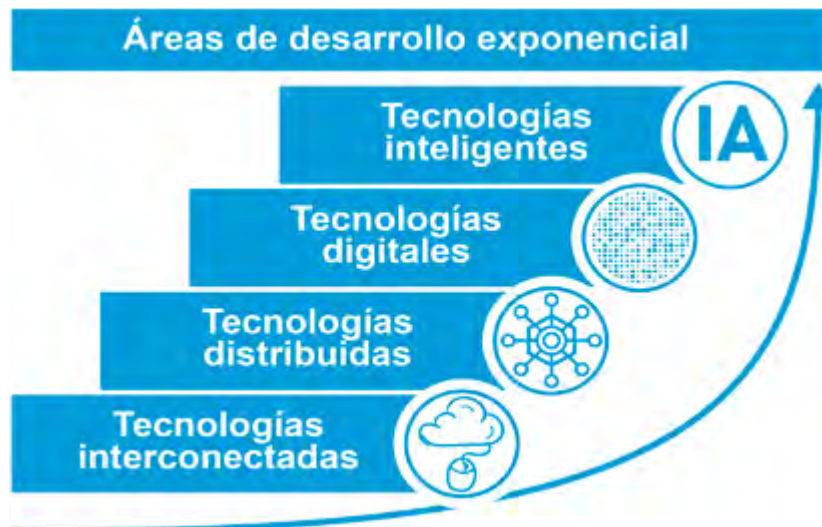 Áreas de desarrollo exponencial
Tecnologías
inteligentes
IA
Tecnologías
digitales
Tecnologías
distribuidas
Tecnologías
interconectadas